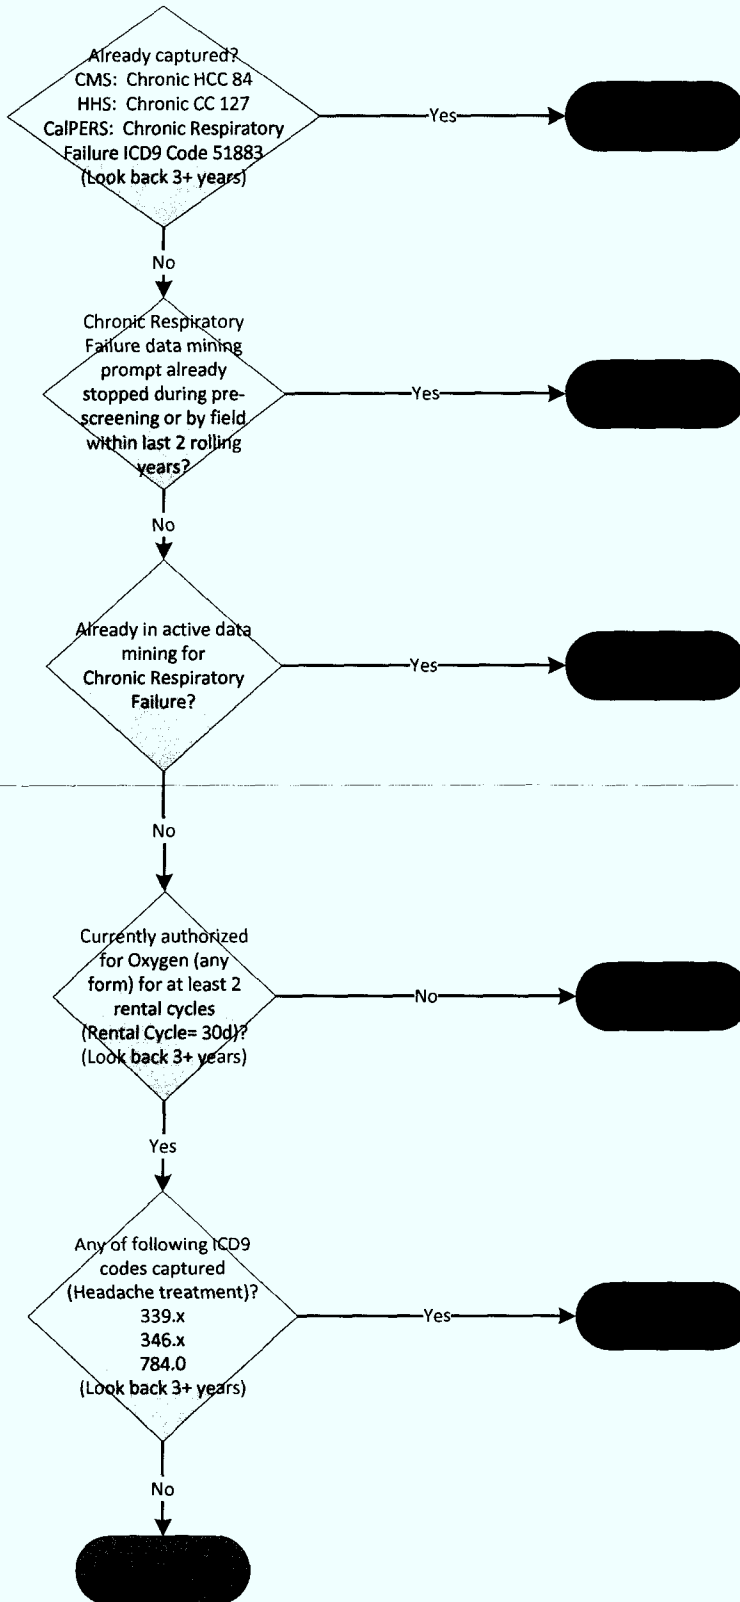 Already captured?
CMS: Chronic HCC 84
HHS: Chronic CC 127
CalPERS: Chronic Respiratory
Failure ICD9 Code 51883
(Look back 3+ years)
Yes
No
Chronic Respiratory
Failure data mining
prompt already
stopped during pre-
screening or by field
within last 2 rolling
years?
Yes
No
Already in active data
mining for
Chronic Respiratory
Failure?
Yes
No
Currently authorized
for Oxygen (any
form) for at least 2
rental cycles
(Rental Cycle= 30d)?
(Look back 3+ years)
No
Yes
Any of following ICD9
codes captured
(Headache treatment)?
339.x
346.x
784.0
(Look back 3+ years)
Yes
No